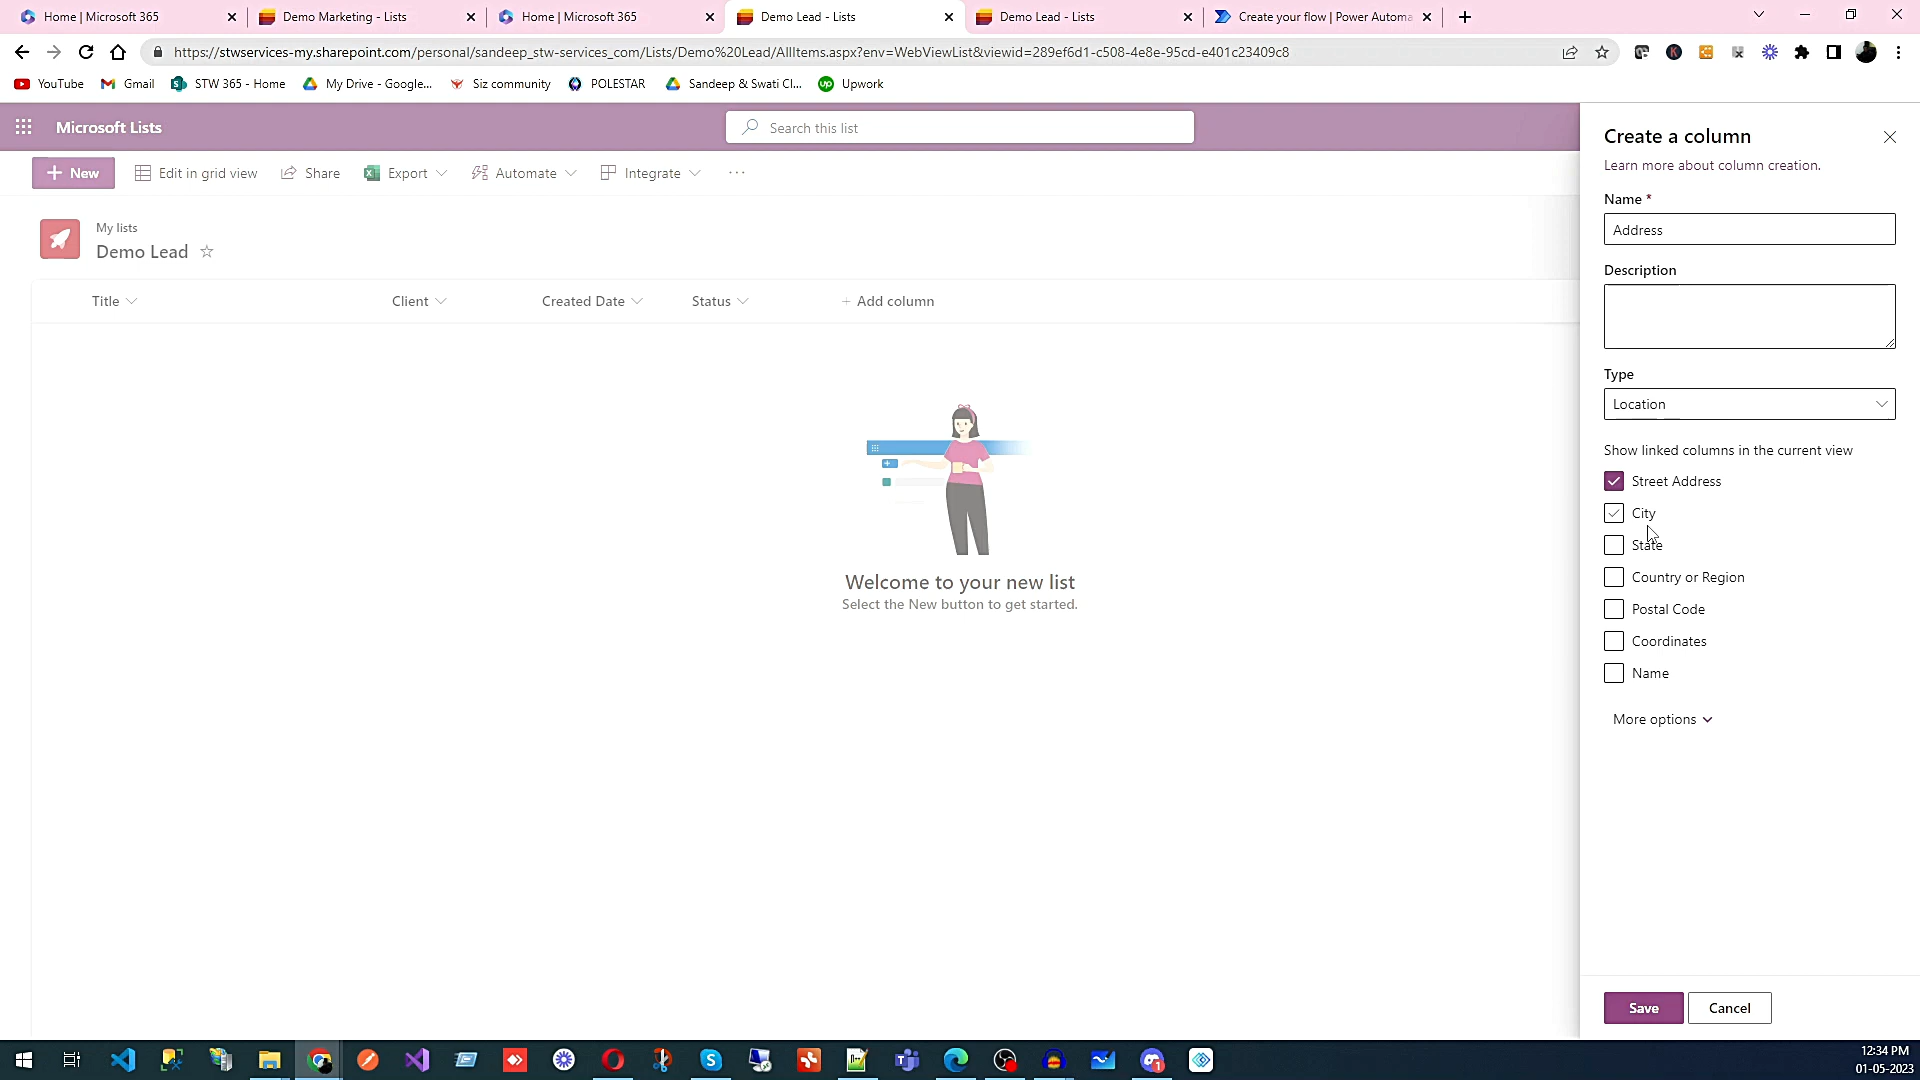 Home | Microsoft 365
Demo Marketing - Lists
Home | Microsoft 365
Demo Lead - Lists
Demo Lead - Lists
Create your flow | Power Automa
https://stwservices-my.sharepoint.com/personal/sandeep_stw-services_com/Lists/Demo%20Lead/AllItems.aspx?env=WebViewList&viewid=289ef6d1-c508-4e8e-95cd-e401c23409c8
YouTube
Gmail
STW 365 - Home
My Drive - Google...
Siz community
POLESTAR
Sandeep & Swati Cl...
Upwork
Microsoft Lists
Search this list
New
Edit in grid view
Share
Export
Automate
Integrate
My lists
Demo Lead
Title
Client
Created Date
Status
Add column
Welcome to your new list
Select the New button to get started.
Create a column
Learn more about column creation.
Name *
Address
Description
Type
Location
Show linked columns in the current view
Street Address
City
State
Country or Region
Postal Code
Coordinates
Name
More options
Save
Cancel
12:34 PM
01-05-2023